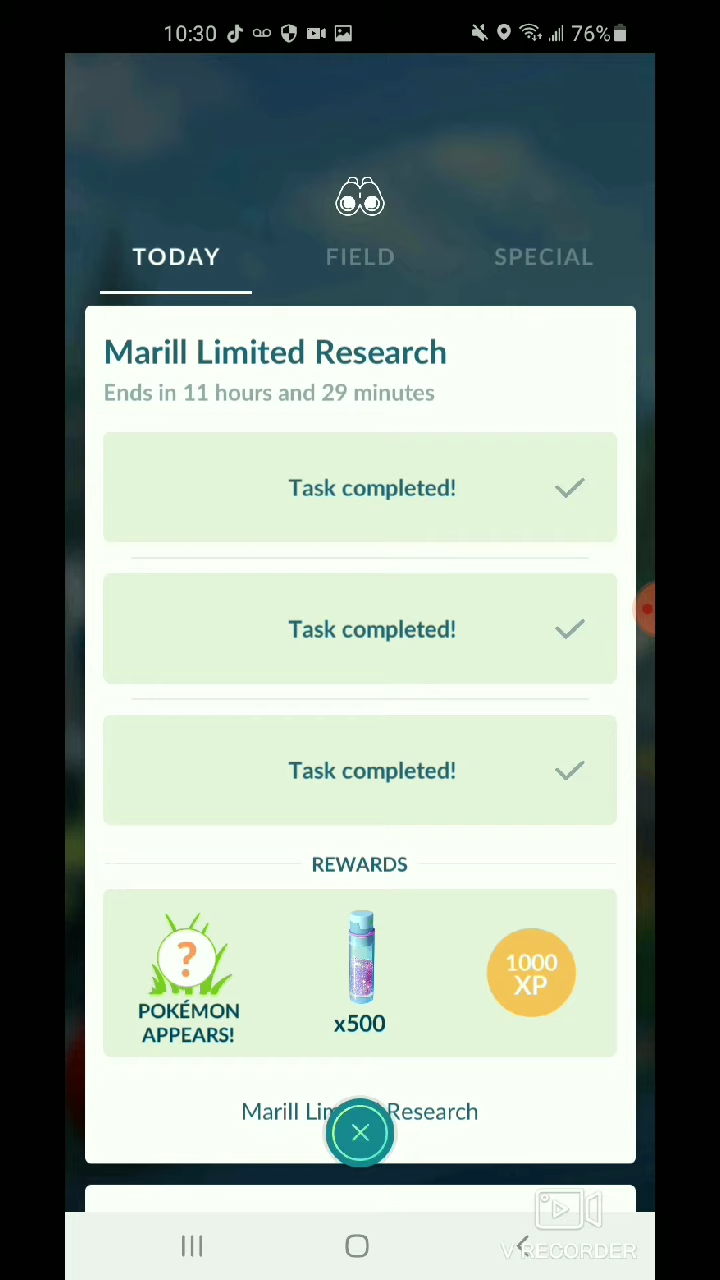 10:30
76%
TODAY
FIELD
SPECIAL
Marill Limited Research
Ends in 11 hours and 29 minutes
Task completed!
Task completed!
Task completed!
REWARDS
?
POKÉMON
APPEARS!
x500
1000
XP
Marill Lim Research
V RECORDER